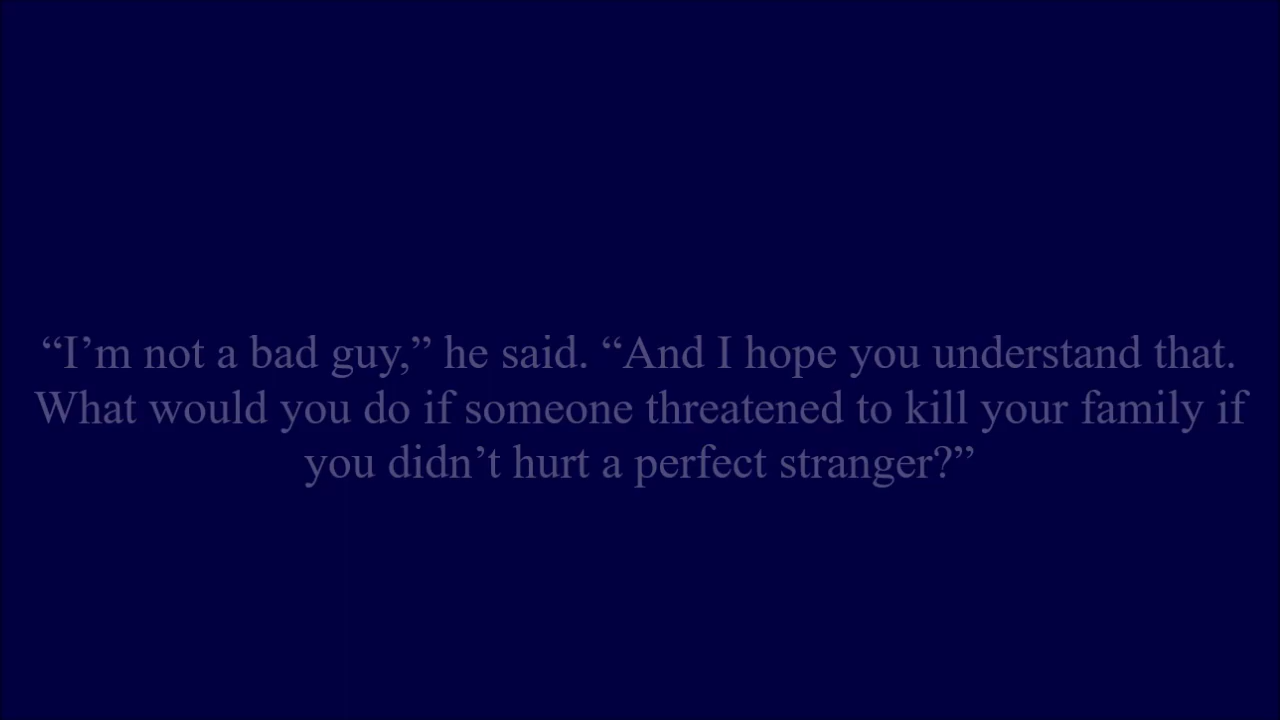 “I’m not a bad guy,” he said. “And I hope you understand that.
What would you do if someone threatened to kill your family if
you didn’t hurt a perfect stranger?”